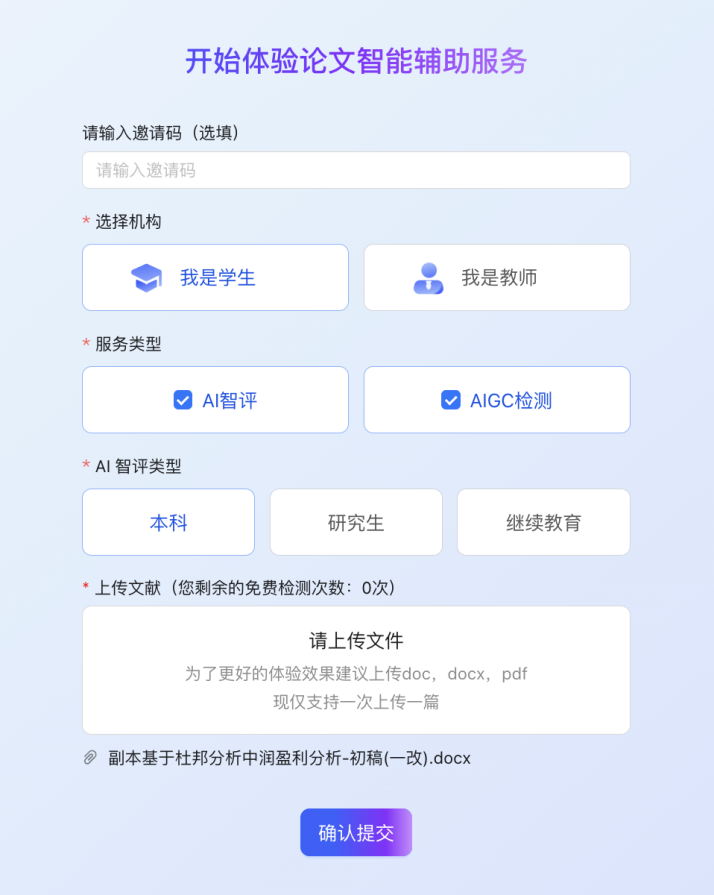 开始体验论文智能辅助服务
请输入邀请码（选填）
请输入邀请码
* 选择机构
我是学生
我是教师
* 服务类型
AI智评
AIGC检测
* AI 智评类型
本科
研究生
继续教育
* 上传文献（您剩余的免费检测次数：0次）
请上传文件
为了更好的体验效果建议上传doc，docx，pdf
现仅支持一次上传一篇
副本基于杜邦分析中润盈利分析-初稿(一改).docx
确认提交